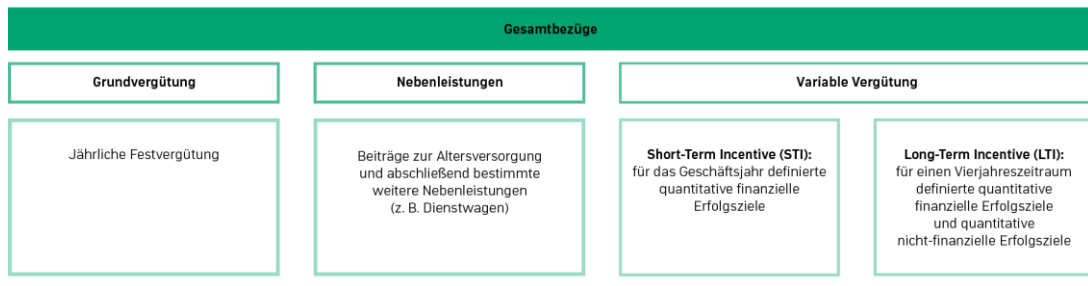 Gesamtbezüge
Grundvergütung
Nebenleistungen
Variable Vergütung
Jährliche Festvergütung
Beiträge zur Altersversorgung
und abschließend bestimmte
weitere Nebenleistungen
(z. B. Dienstwagen)
Short-Term Incentive (STI):
für das Geschäftsjahr definierte
quantitative finanzielle
Erfolgsziele
Long-Term Incentive (LTI):
für einen Vierjahreszeitraum
definierte quantitative
finanzielle Erfolgsziele
und quantitative
nicht-finanzielle Erfolgsziele